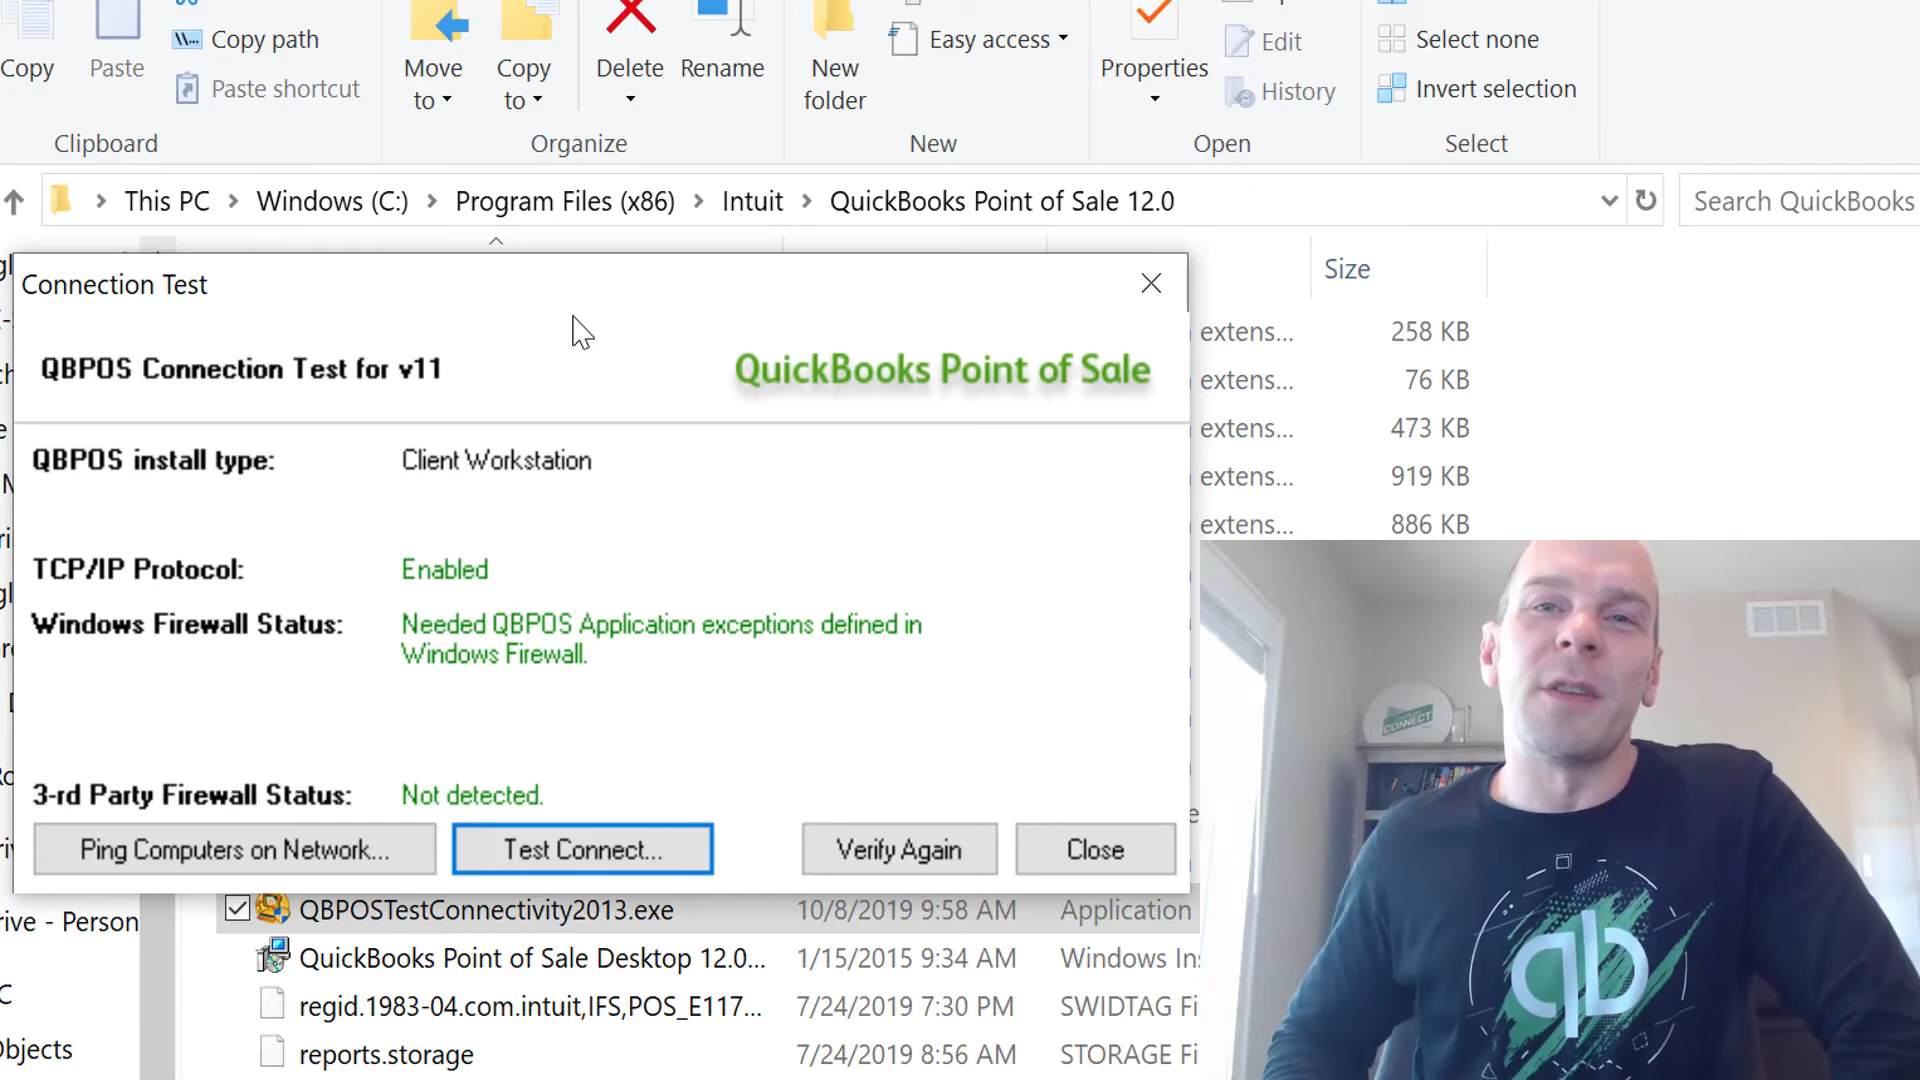 Copy
Paste
Copy path
Paste shortcut
Clipboard
Move to
Copy to
Delete
Rename
Organize
New folder
Easy access
New
Properties
Edit
History
Open
Select none
Invert selection
Select
This PC > Windows (C:) > Program Files (x86) > Intuit > QuickBooks Point of Sale 12.0
Search QuickBooks
Size
Connection Test
QBPOS Connection Test for v11
QuickBooks Point of Sale
QBPOS install type: Client Workstation
TCP/IP Protocol: Enabled
Windows Firewall Status: Needed QBPOS Application exceptions defined in
Windows Firewall.
3-rd Party Firewall Status: Not detected.
Ping Computers on Network... Test Connect... Verify Again Close
extens... 258 KB
extens... 76 KB
extens... 473 KB
extens... 919 KB
extens... 886 KB
QBPOSTestConnectivity2013.exe 10/8/2019 9:58 AM Application
QuickBooks Point of Sale Desktop 12.0... 1/15/2015 9:34 AM Windows Ins
regid.1983-04.com.intuit,IFS,POS_E117... 7/24/2019 7:30 PM SWIDTAG Fi
reports.storage 7/24/2019 8:56 AM STORAGE Fi
rive - Person
Objects
CONNECT
qb